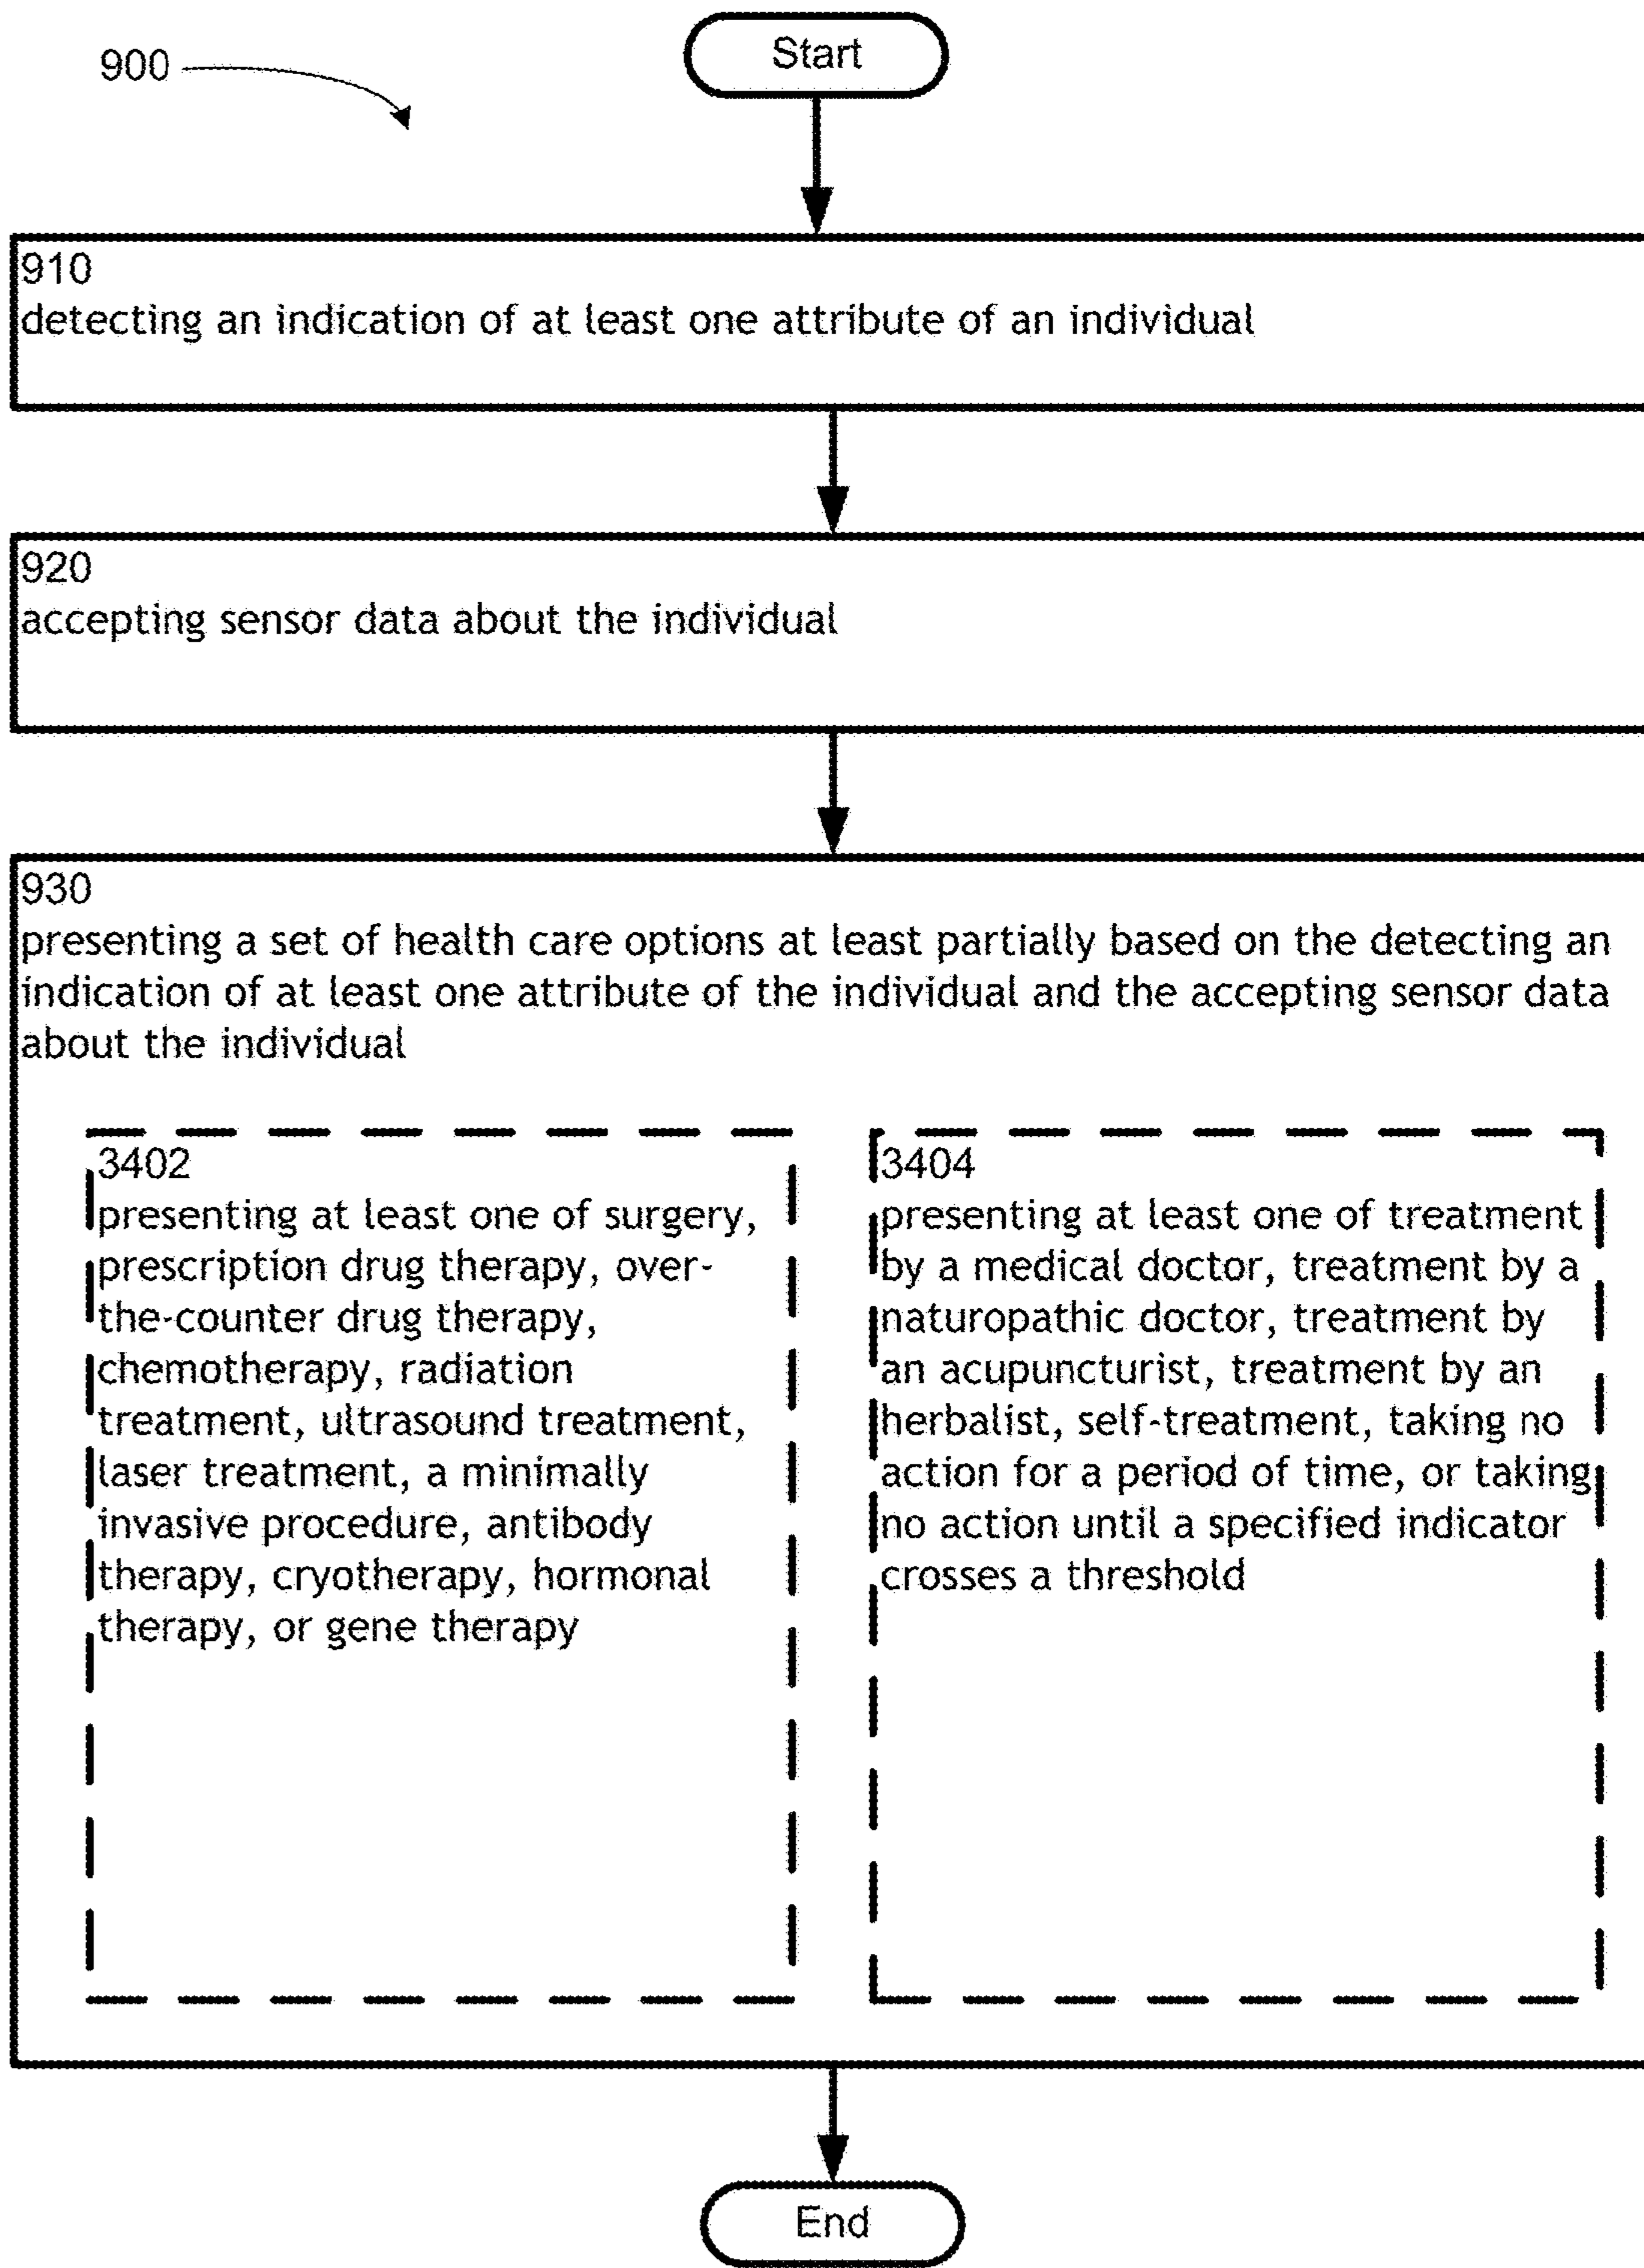 Start
900
910
detecting an indication of at least one attribute of an individual
920
accepting sensor data about the individual
930
presenting a set of health care options at least partially based on the detecting an
indication of at least one attribute of the individual and the accepting sensor data
about the individual
3402
presenting at least one of surgery,
prescription drug therapy, over-
the-counter drug therapy,
chemotherapy, radiation
treatment, ultrasound treatment,
laser treatment, a minimally
invasive procedure, antibody
therapy, cryotherapy, hormonal
therapy, or gene therapy
3404
presenting at least one of treatment
by a medical doctor, treatment by a
naturopathic doctor, treatment by
an acupuncturist, treatment by an
herbalist, self-treatment, taking no
action for a period of time, or taking
no action until a specified indicator
crosses a threshold
End